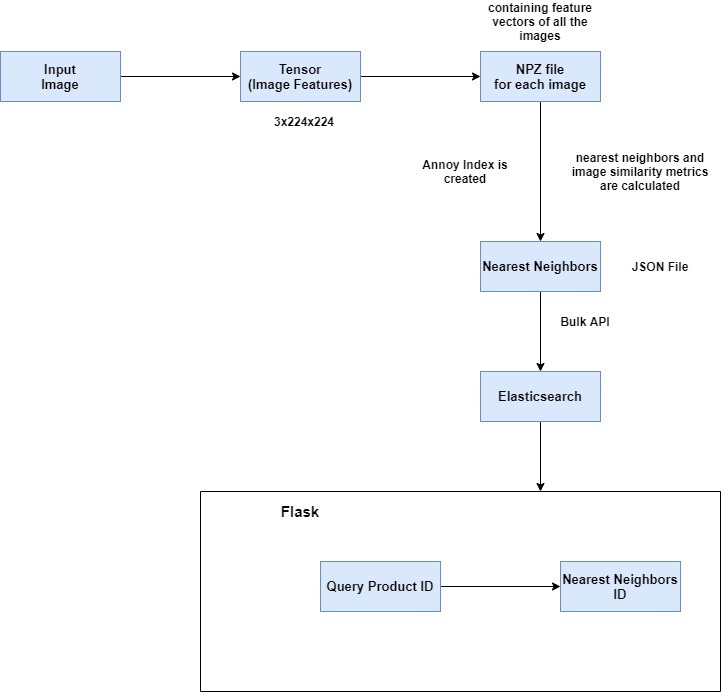 containing feature
vectors of all the
images
Input
Image
Tensor
(Image Features)
NPZ file
for each image
3x224x224
Annoy Index is
created
nearest neighbors and
image similarity metrics
are calculated
Nearest Neighbors
JSON File
Bulk API
Elasticsearch
Flask
Query Product ID
Nearest Neighbors
ID